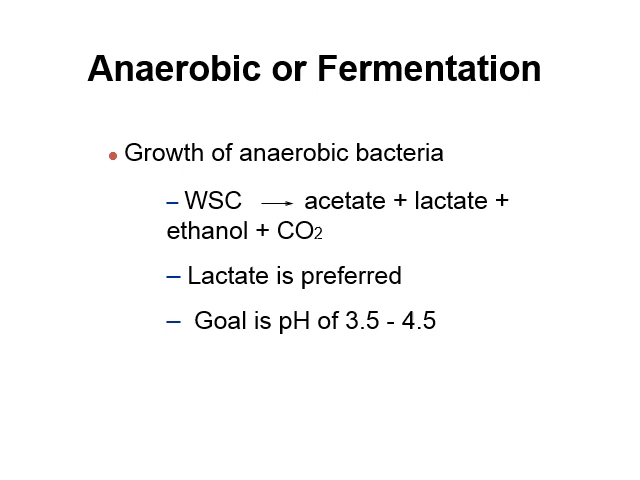 Anaerobic or Fermentation
• Growth of anaerobic bacteria
– WSC → acetate + lactate +
ethanol + CO2
– Lactate is preferred
– Goal is pH of 3.5 - 4.5